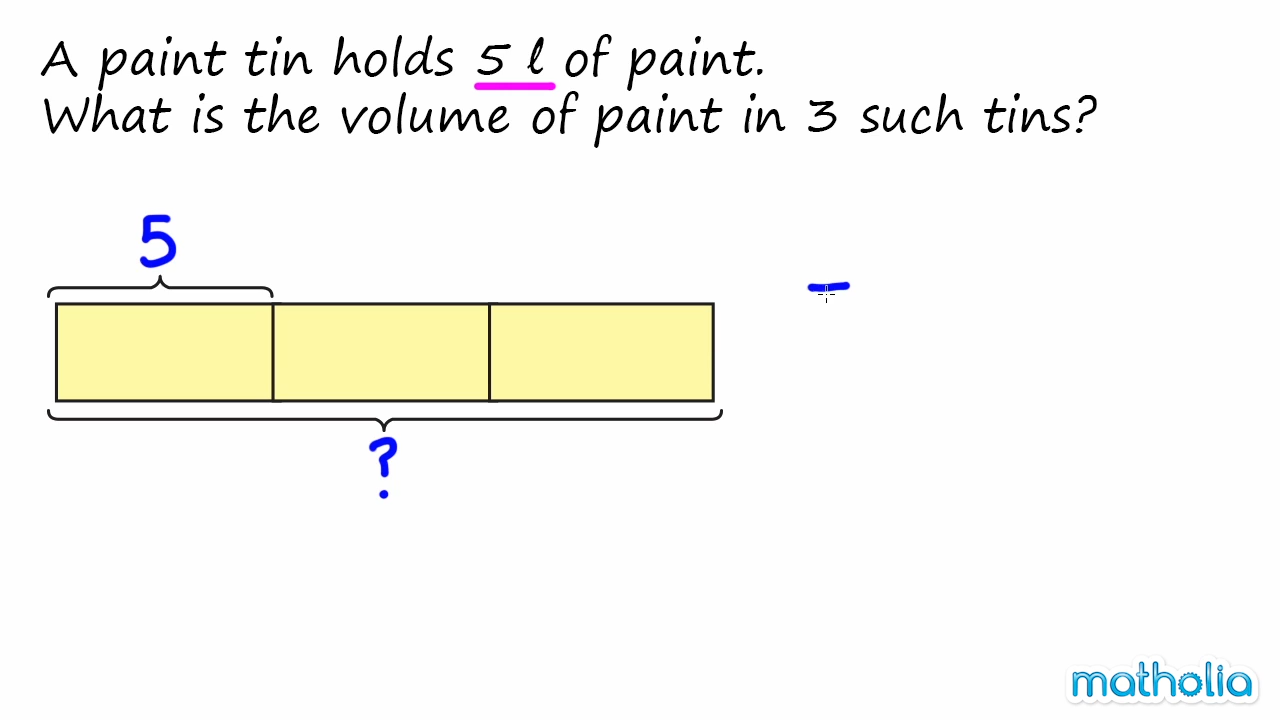 A paint tin holds 5 l of paint.
What is the volume of paint in 3 such tins?
5
?
matholia